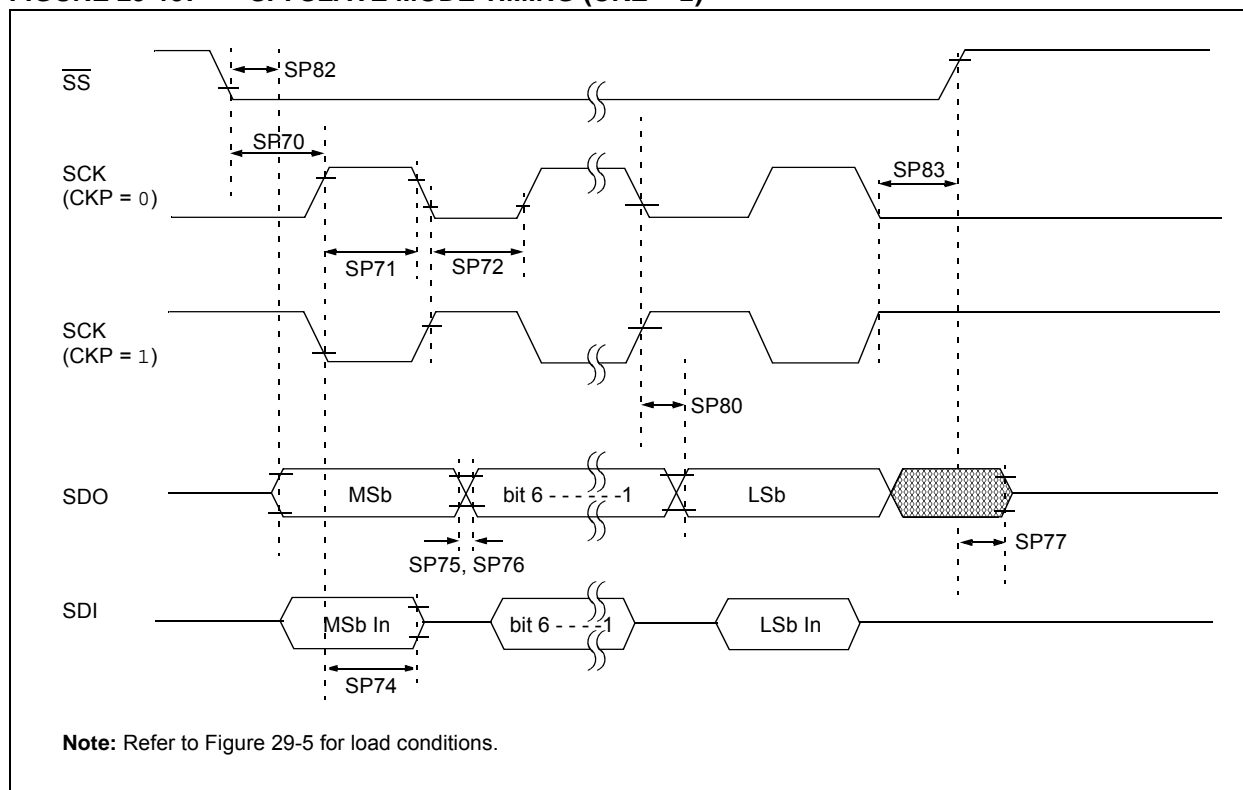 SS
SP82
SP70
SCK
(CKP = 0)
SP83
SP71
SP72
SCK
(CKP = 1)
SP80
SDO
MSb
bit 6 - - - - - -1
LSb
SP75, SP76
SP77
SDI
MSb In
bit 6 - - - -1
LSb In
SP74
Note: Refer to Figure 29-5 for load conditions.